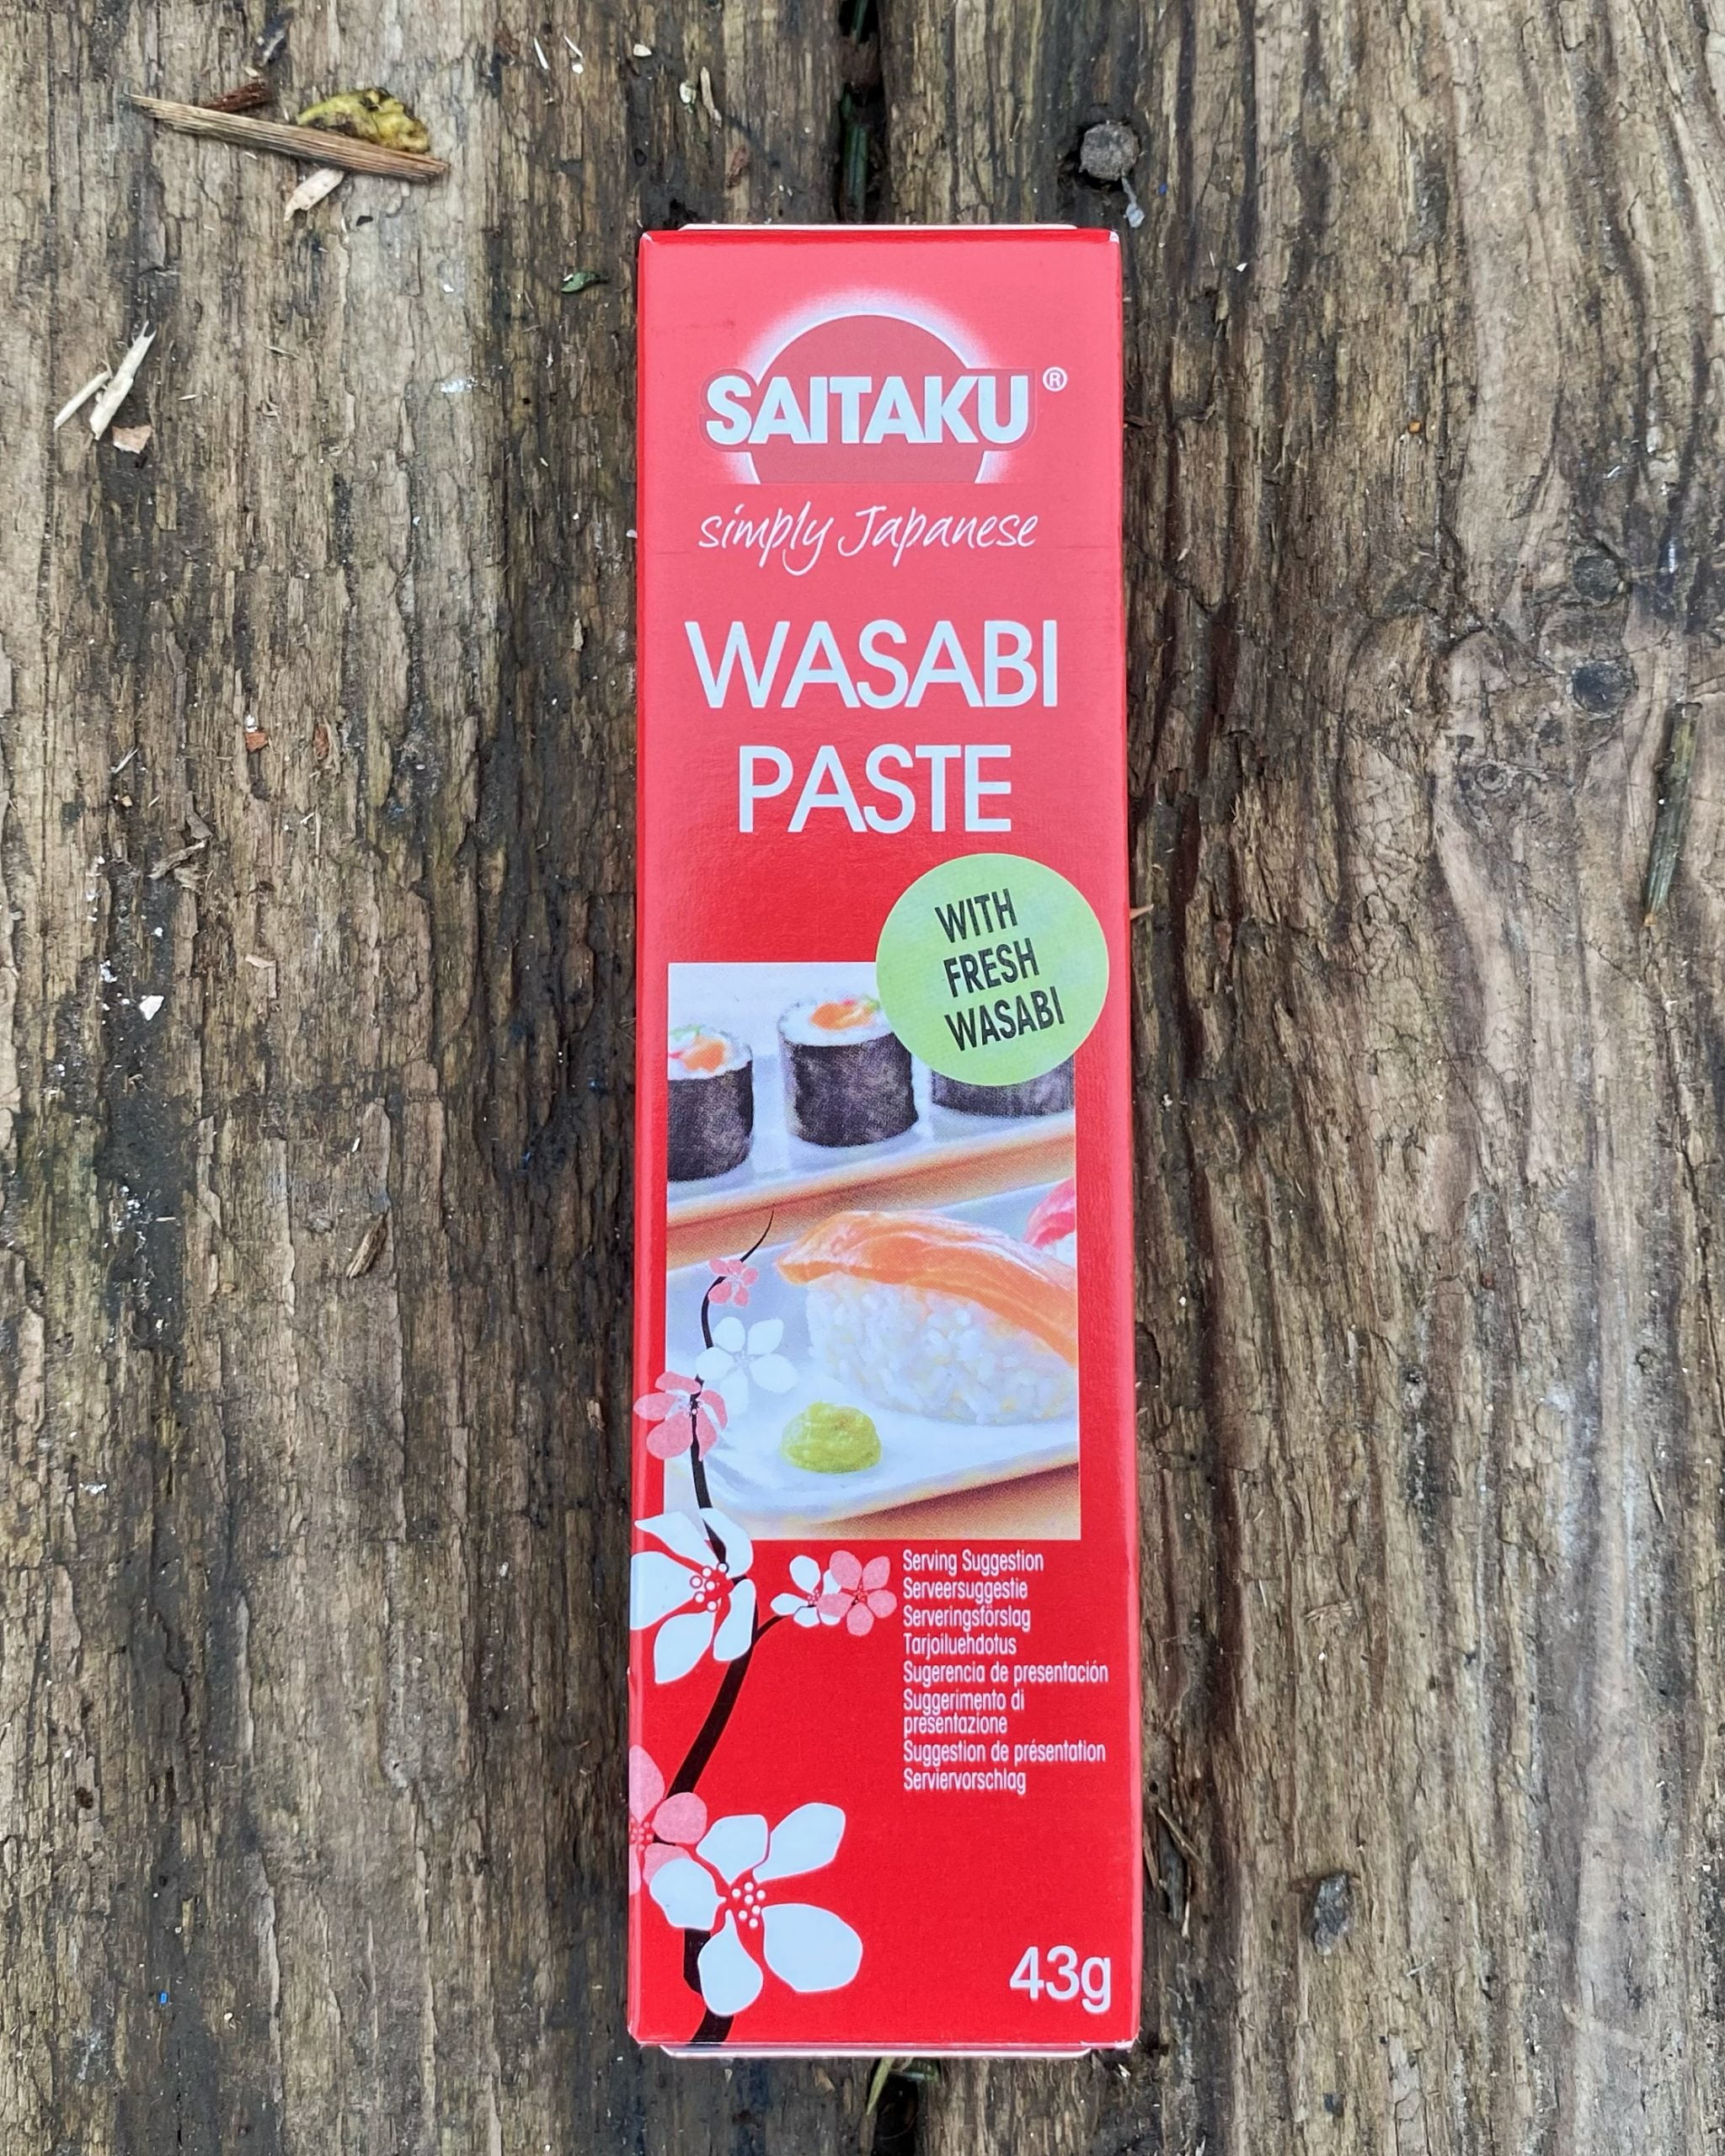 SAITAKU®
simply Japanese
WASABI
PASTE
WITH
FRESH
WASABI
Serving Suggestion
Serveersuggestie
Serveringsförslag
Tarjoiluehdotus
Sugerencia de presentación
Suggerimento di
presentazione
Suggestion de présentation
Serviervorschlag
43g